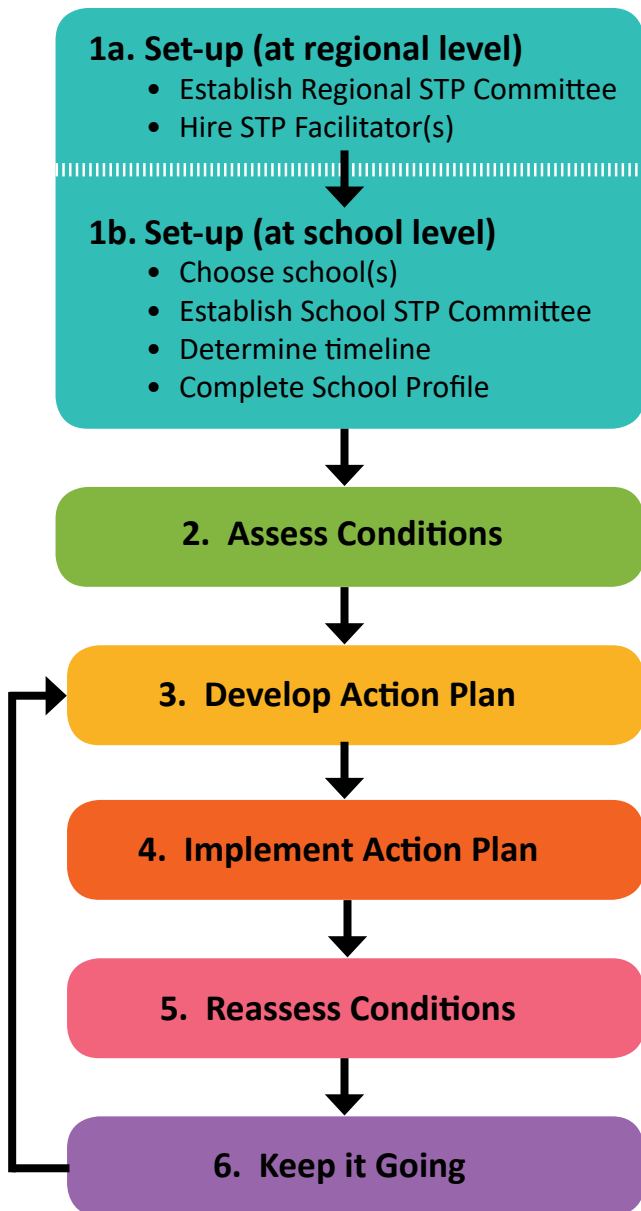 1a. Set-up (at regional level)
• Establish Regional STP Committee
• Hire STP Facilitator(s)
1b. Set-up (at school level)
• Choose school(s)
• Establish School STP Committee
• Determine timeline
• Complete School Profile
2. Assess Conditions
3. Develop Action Plan
4. Implement Action Plan
5. Reassess Conditions
6. Keep it Going